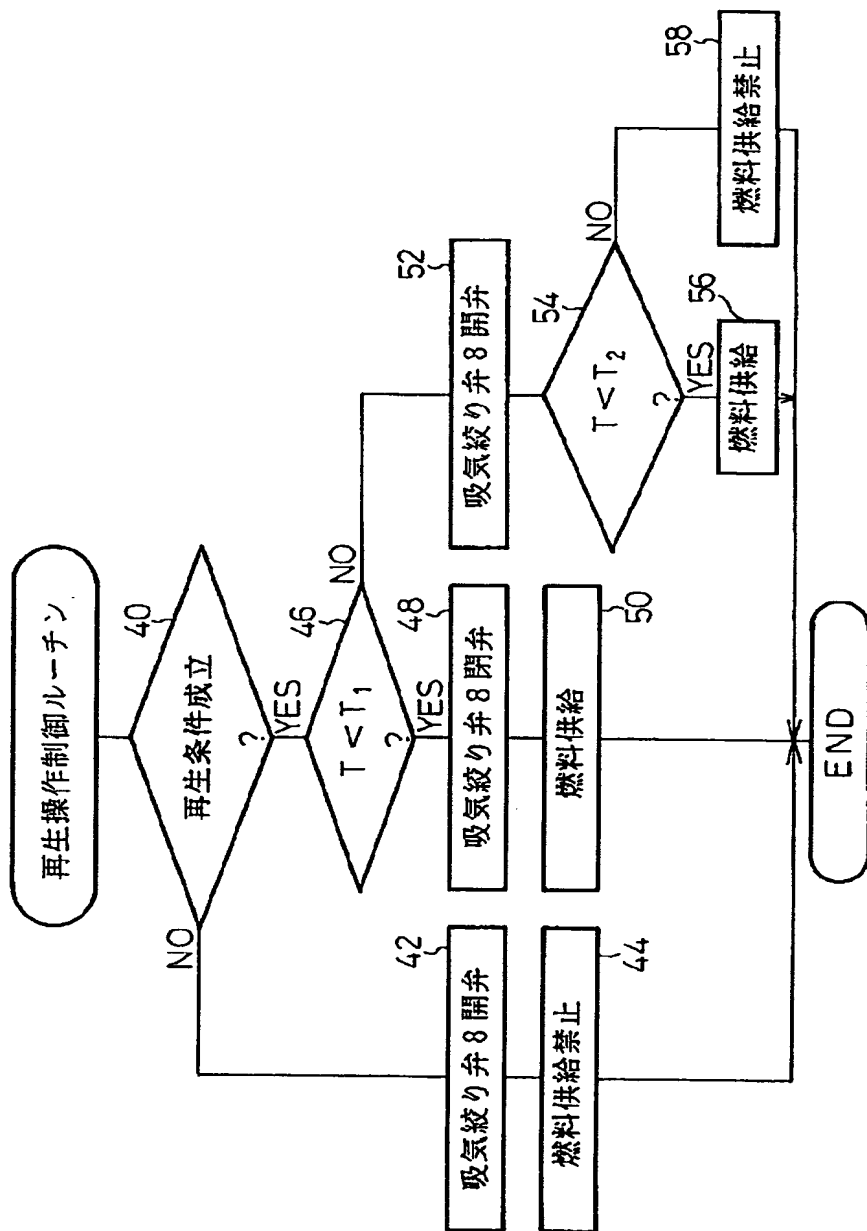 再生操作制御ルーチン
40
再生条件成立
?
NO
YES
46
T<T1
?
NO
YES
42
吸気絞り弁8開弁
48
吸気絞り弁8閉弁
52
吸気絞り弁8開弁
44
燃料供給禁止
50
燃料供給
54
T<T2
?
NO
YES
56
燃料供給
58
燃料供給禁止
END